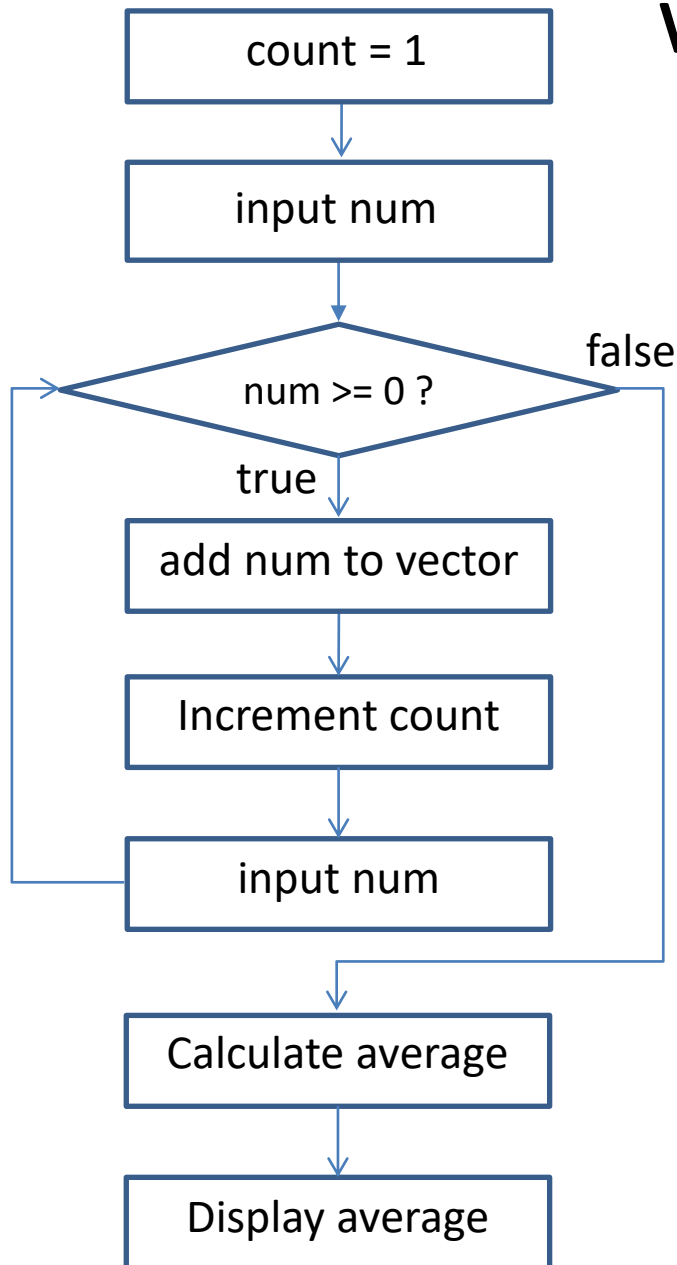 count = 1
input num
num >= 0 ?
false
true
add num to vector
Increment count
input num
Calculate average
Display average